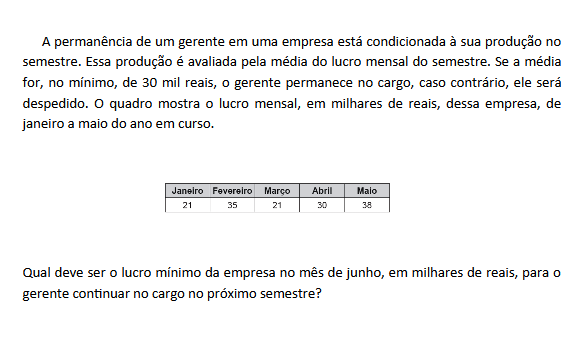 A permanência de um gerente em uma empresa está condicionada à sua produção no
semestre. Essa produção é avaliada pela média do lucro mensal do semestre. Se a média
for, no mínimo, de 30 mil reais, o gerente permanece no cargo, caso contrário, ele será
despedido. O quadro mostra o lucro mensal, em milhares de reais, dessa empresa, de
janeiro a maio do ano em curso.
Janeiro Fevereiro Março Abril Maio
21 35 21 30 38
Qual deve ser o lucro mínimo da empresa no mês de junho, em milhares de reais, para o
gerente continuar no cargo no próximo semestre?